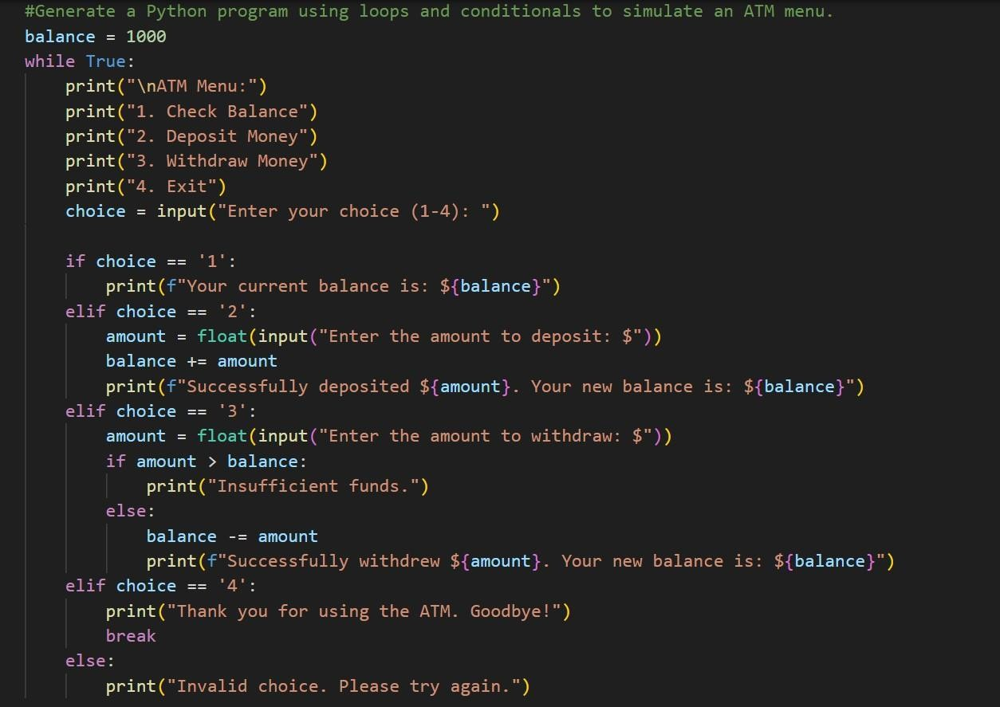 #Generate a Python program using loops and conditionals to simulate an ATM menu.
balance = 1000
while True:
    print("\nATM Menu:")
    print("1. Check Balance")
    print("2. Deposit Money")
    print("3. Withdraw Money")
    print("4. Exit")
    choice = input("Enter your choice (1-4): ")

    if choice == '1':
        print(f"Your current balance is: ${balance}")
    elif choice == '2':
        amount = float(input("Enter the amount to deposit: $"))
        balance += amount
        print(f"Successfully deposited ${amount}. Your new balance is: ${balance}")
    elif choice == '3':
        amount = float(input("Enter the amount to withdraw: $"))
        if amount > balance:
            print("Insufficient funds.")
        else:
            balance -= amount
            print(f"Successfully withdrew ${amount}. Your new balance is: ${balance}")
    elif choice == '4':
        print("Thank you for using the ATM. Goodbye!")
        break
    else:
        print("Invalid choice. Please try again.")